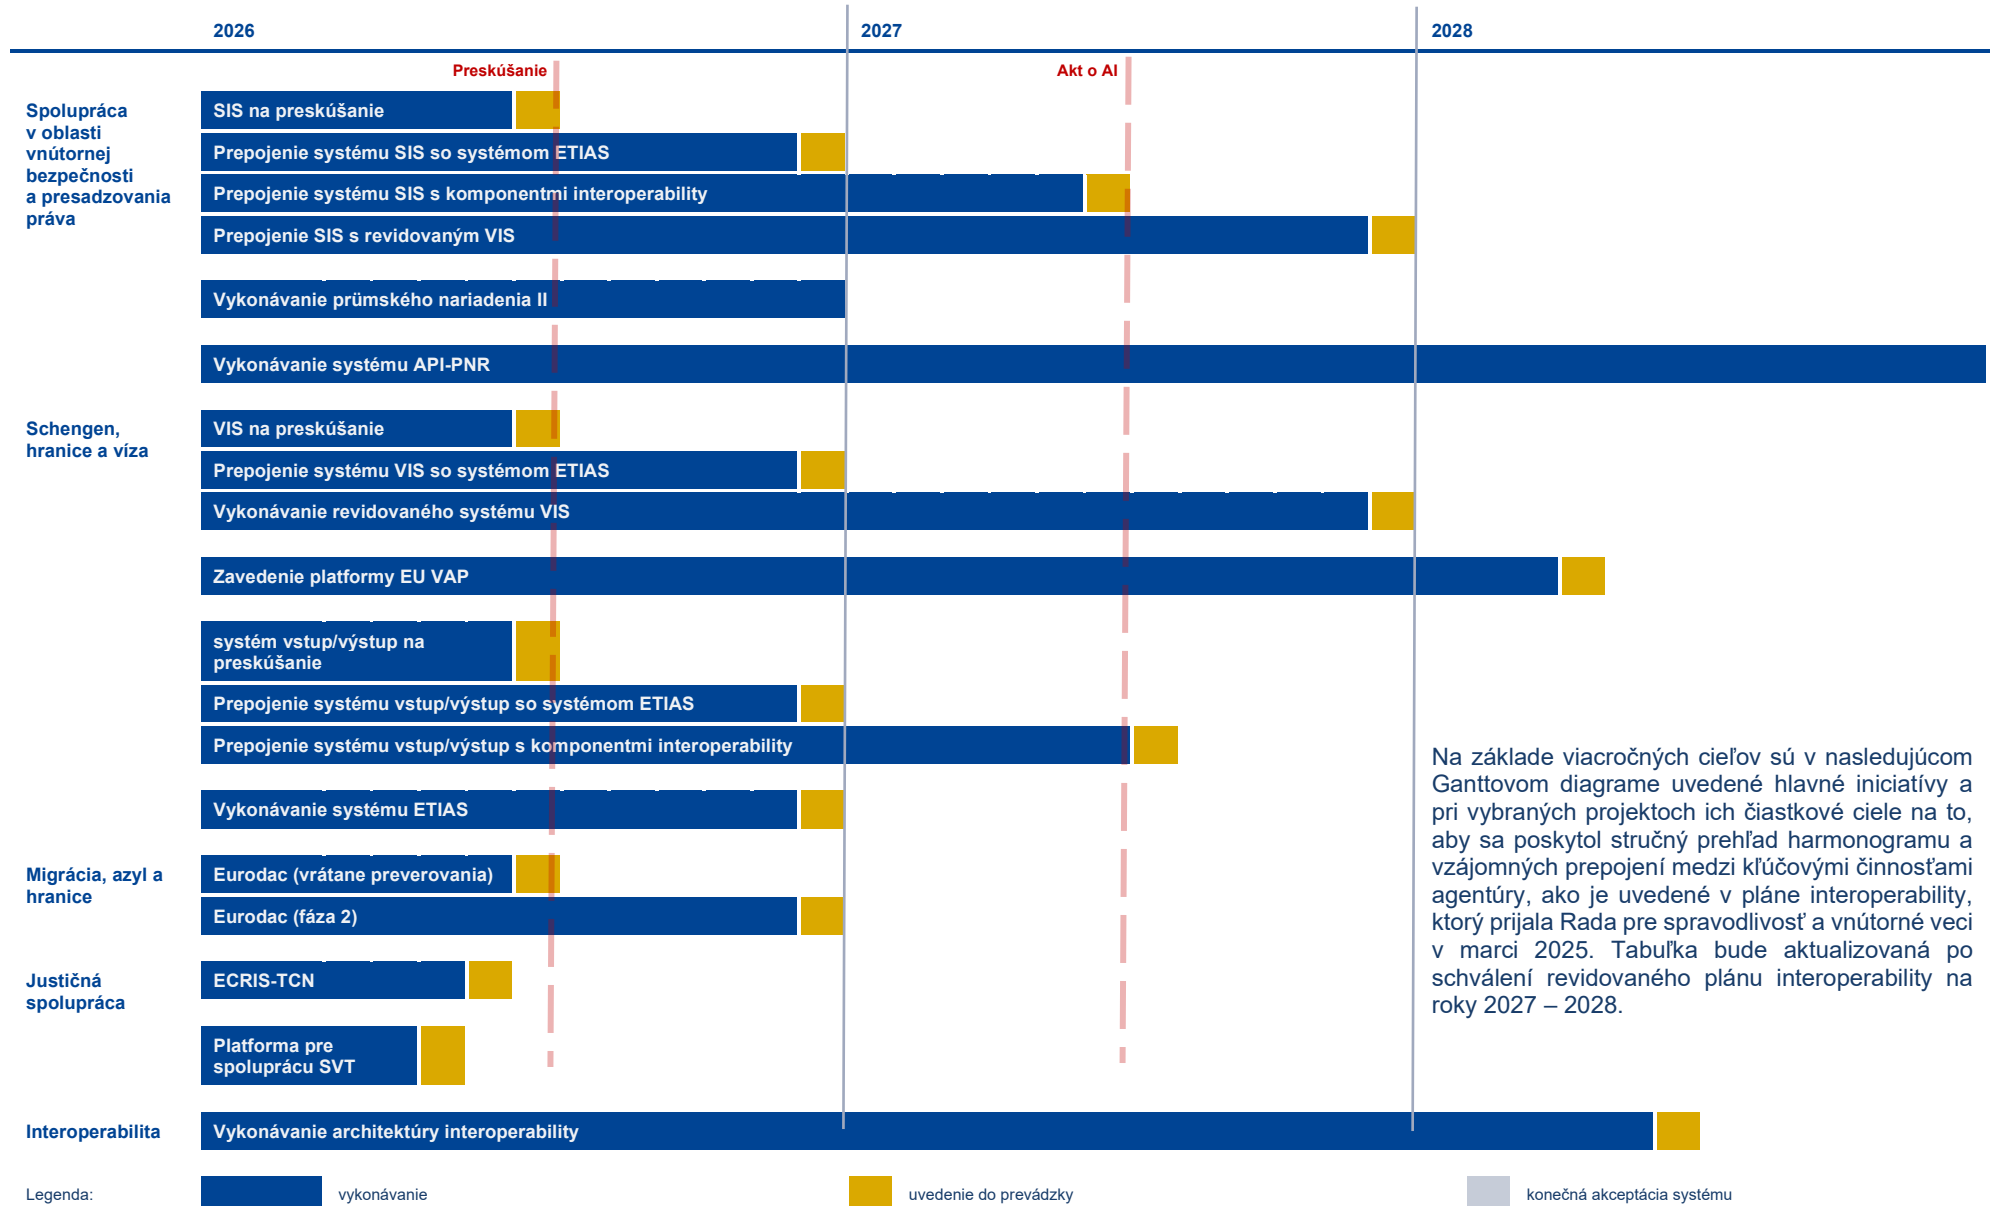 2026
2027
2028
Preskúšanie
Akt o AI
Spolupráca
v oblasti
vnútornej
bezpečnosti
a presadzovania
práva
SIS na preskúšanie
Prepojenie systému SIS so systémom ETIAS
Prepojenie systému SIS s komponentmi interoperability
Prepojenie SIS s revidovaným VIS
Vykonávanie prümského nariadenia II
Vykonávanie systému API-PNR
Schengen,
hranice a víza
VIS na preskúšanie
Prepojenie systému VIS so systémom ETIAS
Vykonávanie revidovaného systému VIS
Zavedenie platformy EU VAP
systém vstup/výstup na
preskúšanie
Prepojenie systému vstup/výstup so systémom ETIAS
Prepojenie systému vstup/výstup s komponentmi interoperability
Vykonávanie systému ETIAS
Migrácia, azyl a
hranice
Eurodac (vrátane preverovania)
Eurodac (fáza 2)
Justičná
spolupráca
ECRIS-TCN
Platforma pre
spoluprácu SVT
Interoperabilita
Vykonávanie architektúry interoperability
Na základe viacročných cieľov sú v nasledujúcom
Ganttovom diagrame uvedené hlavné iniciatívy a
pri vybraných projektoch ich čiastkové ciele na to,
aby sa poskytol stručný prehľad harmonogramu a
vzájomných prepojení medzi kľúčovými činnosťami
agentúry, ako je uvedené v pláne interoperability,
ktorý prijala Rada pre spravodlivosť a vnútorné veci
v marci 2025. Tabuľka bude aktualizovaná po
schválení revidovaného plánu interoperability na
roky 2027 – 2028.
Legenda:
vykonávanie
uvedenie do prevádzky
konečná akceptácia systému